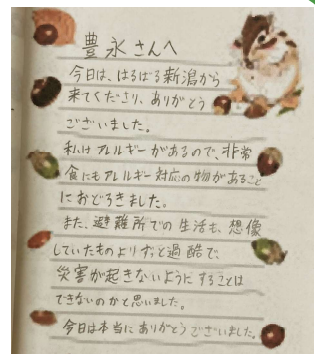 豊永さんへ
今日は、はるばる新潟から
来てくださり、ありがとう
ございました。
私はアレルギーがあるので、非常
食にもアレルギー対応の物があること
におどろきました。
また、避難所での生活も、想像
していたものよりずっと過酷で、
災害が起きないようにすることは
できないのかと思いました。
今日は本当にありがとうございました。